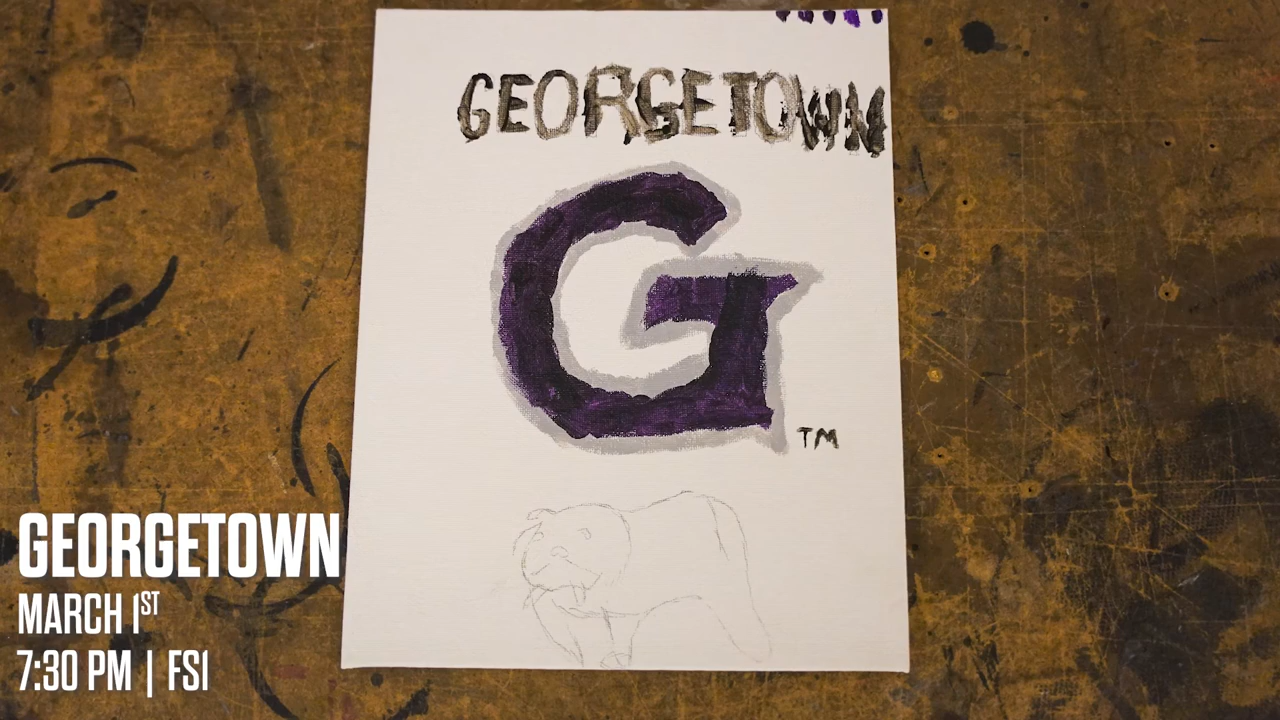 GEORGETOWN
G
TM
GEORGETOWN
MARCH 1ST
7:30 PM | FS1